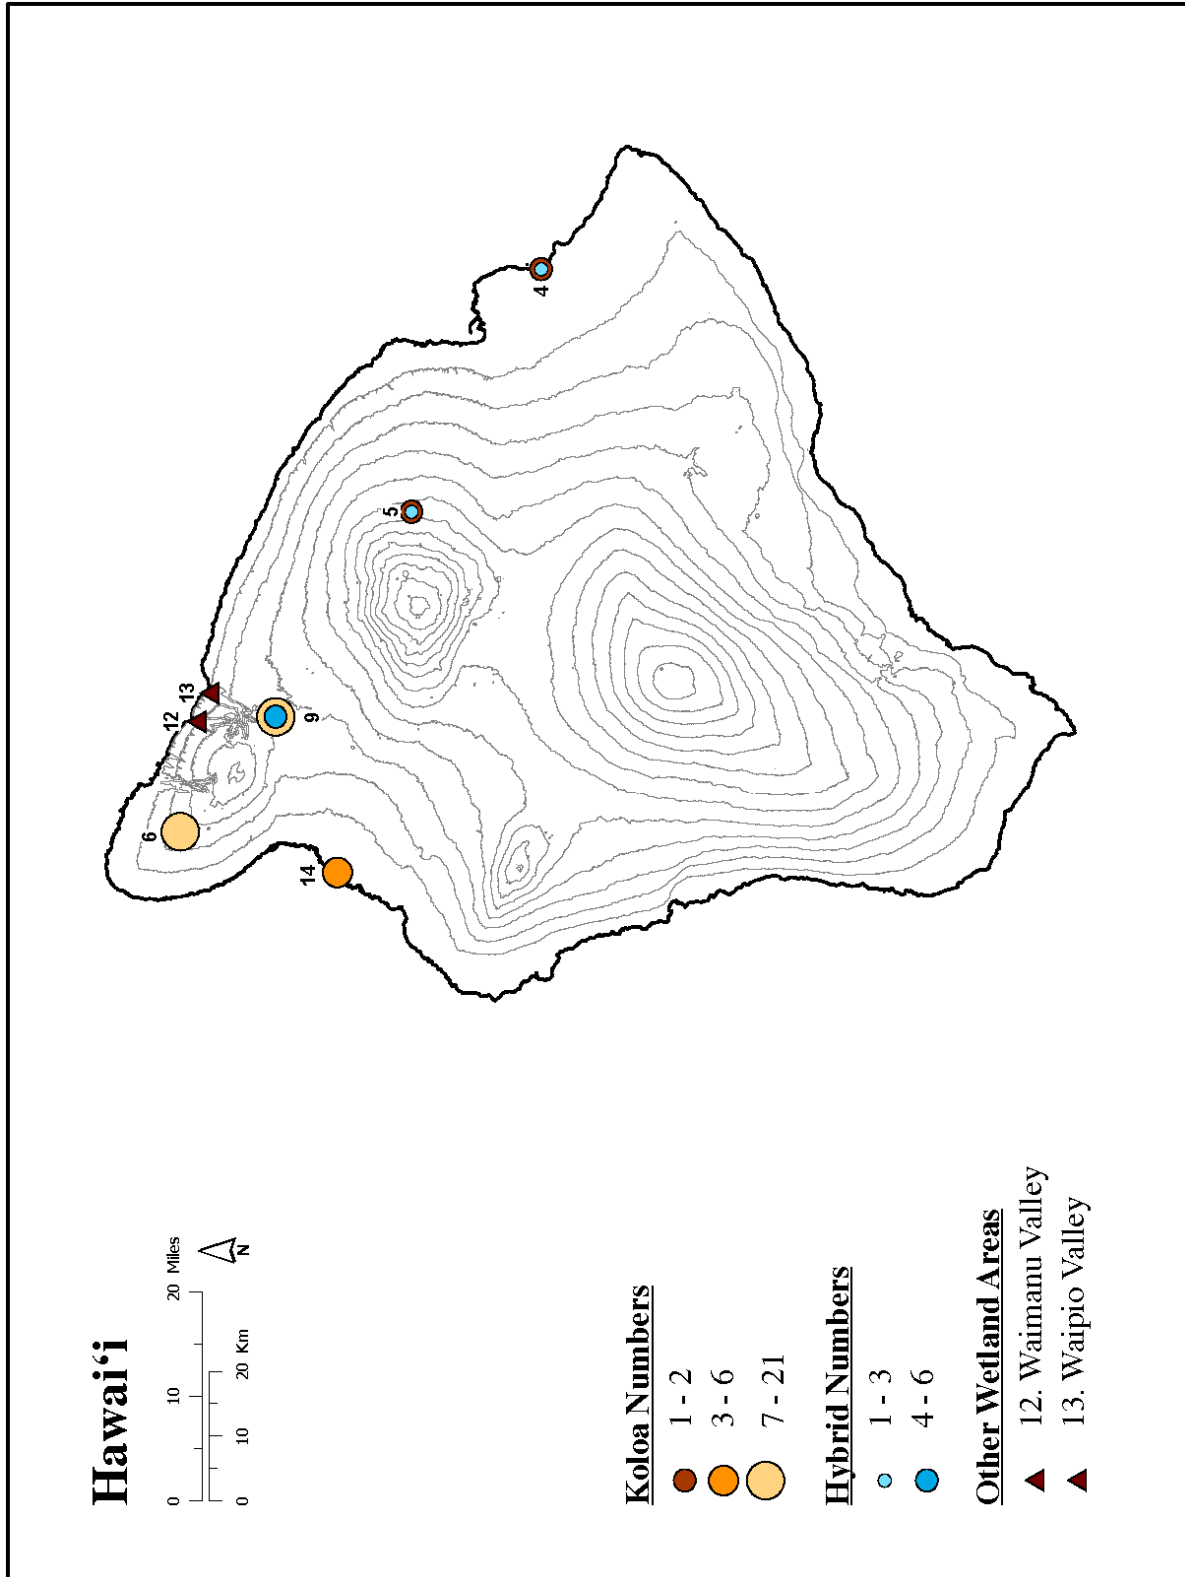 Hawai‘i
0 10 20 Miles
0 10 20 Km
N
Koloa Numbers
1 - 2
3 - 6
7 - 21
Hybrid Numbers
1 - 3
4 - 6
Other Wetland Areas
12. Waimanu Valley
13. Waipio Valley
6
12
13
14
9
5
4